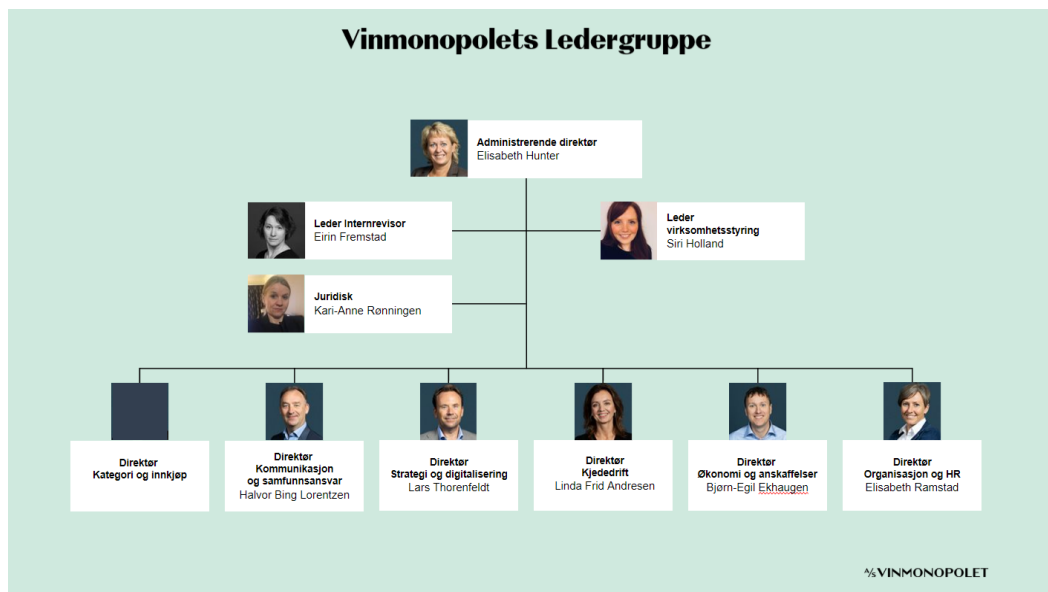 Vinmonopolets Ledergruppe
Administrerende direktør
Elisabeth Hunter
Leder Internrevisor
Eirin Fremstad
Leder
virksomhetsstyring
Siri Holland
Juridisk
Kari-Anne Rønningen
Direktør
Kategori og innkjøp
Direktør
Kommunikasjon
og samfunnsansvar
Halvor Bing Lorentzen
Direktør
Strategi og digitalisering
Lars Thorenfeldt
Direktør
Kjededrift
Linda Frid Andresen
Direktør
Økonomi og anskaffelser
Bjørn-Egil Ekhaugen
Direktør
Organisasjon og HR
Elisabeth Ramstad
A/S VINMONOPOLET